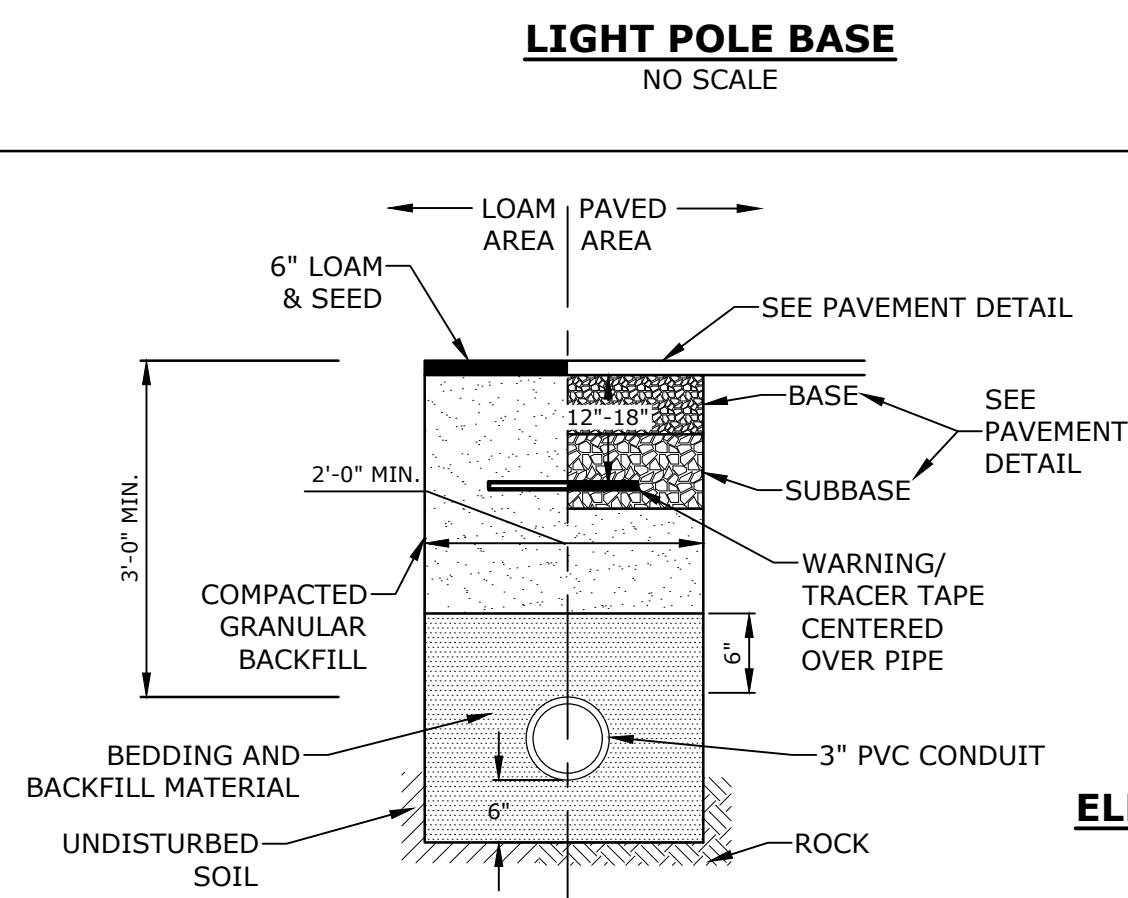 LIGHT POLE BASE
NO SCALE
LOAM
AREA
PAVED
AREA
6" LOAM
& SEED
SEE PAVEMENT DETAIL
BASE
SEE
PAVEMENT
DETAIL
12"-18"
2'-0" MIN.
SUBBASE
3'-0" MIN.
WARNING/
TRACER TAPE
CENTERED
OVER PIPE
COMPACTED
GRANULAR
BACKFILL
6"
BEDDING AND
BACKFILL MATERIAL
3" PVC CONDUIT
6"
UNDISTURBED
SOIL
ROCK